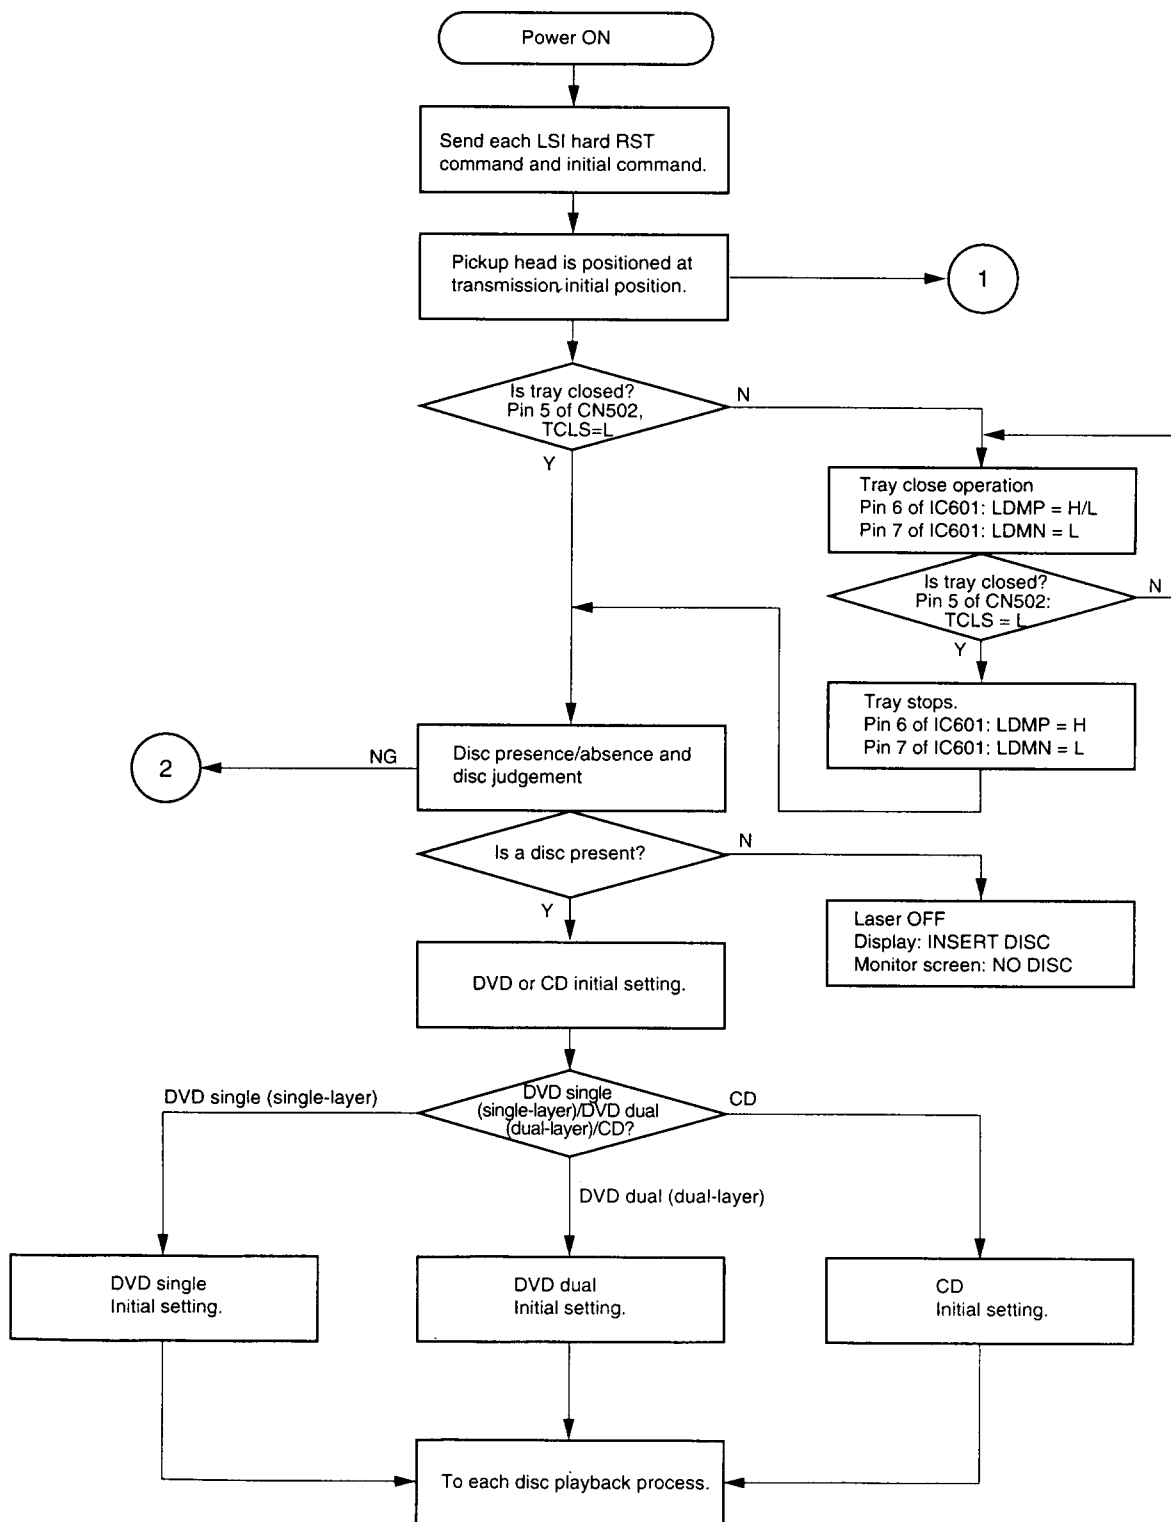 Power ON
Send each LSI hard RST
command and initial command.
Pickup head is positioned at
transmission initial position.
1
Is tray closed?
Pin 5 of CN502,
TCLS=L
N
Y
Tray close operation
Pin 6 of IC601: LDMP = H/L
Pin 7 of IC601: LDMN = L
Is tray closed?
Pin 5 of CN502:
TCLS = L
N
Y
Tray stops.
Pin 6 of IC601: LDMP = H
Pin 7 of IC601: LDMN = L
2
NG
Disc presence/absence and
disc judgement
Is a disc present?
N
Y
Laser OFF
Display: INSERT DISC
Monitor screen: NO DISC
DVD or CD initial setting.
DVD single (single-layer)
DVD single
(single-layer)/DVD dual
(dual-layer)/CD?
CD
DVD dual (dual-layer)
DVD single
Initial setting.
DVD dual
Initial setting.
CD
Initial setting.
To each disc playback process.